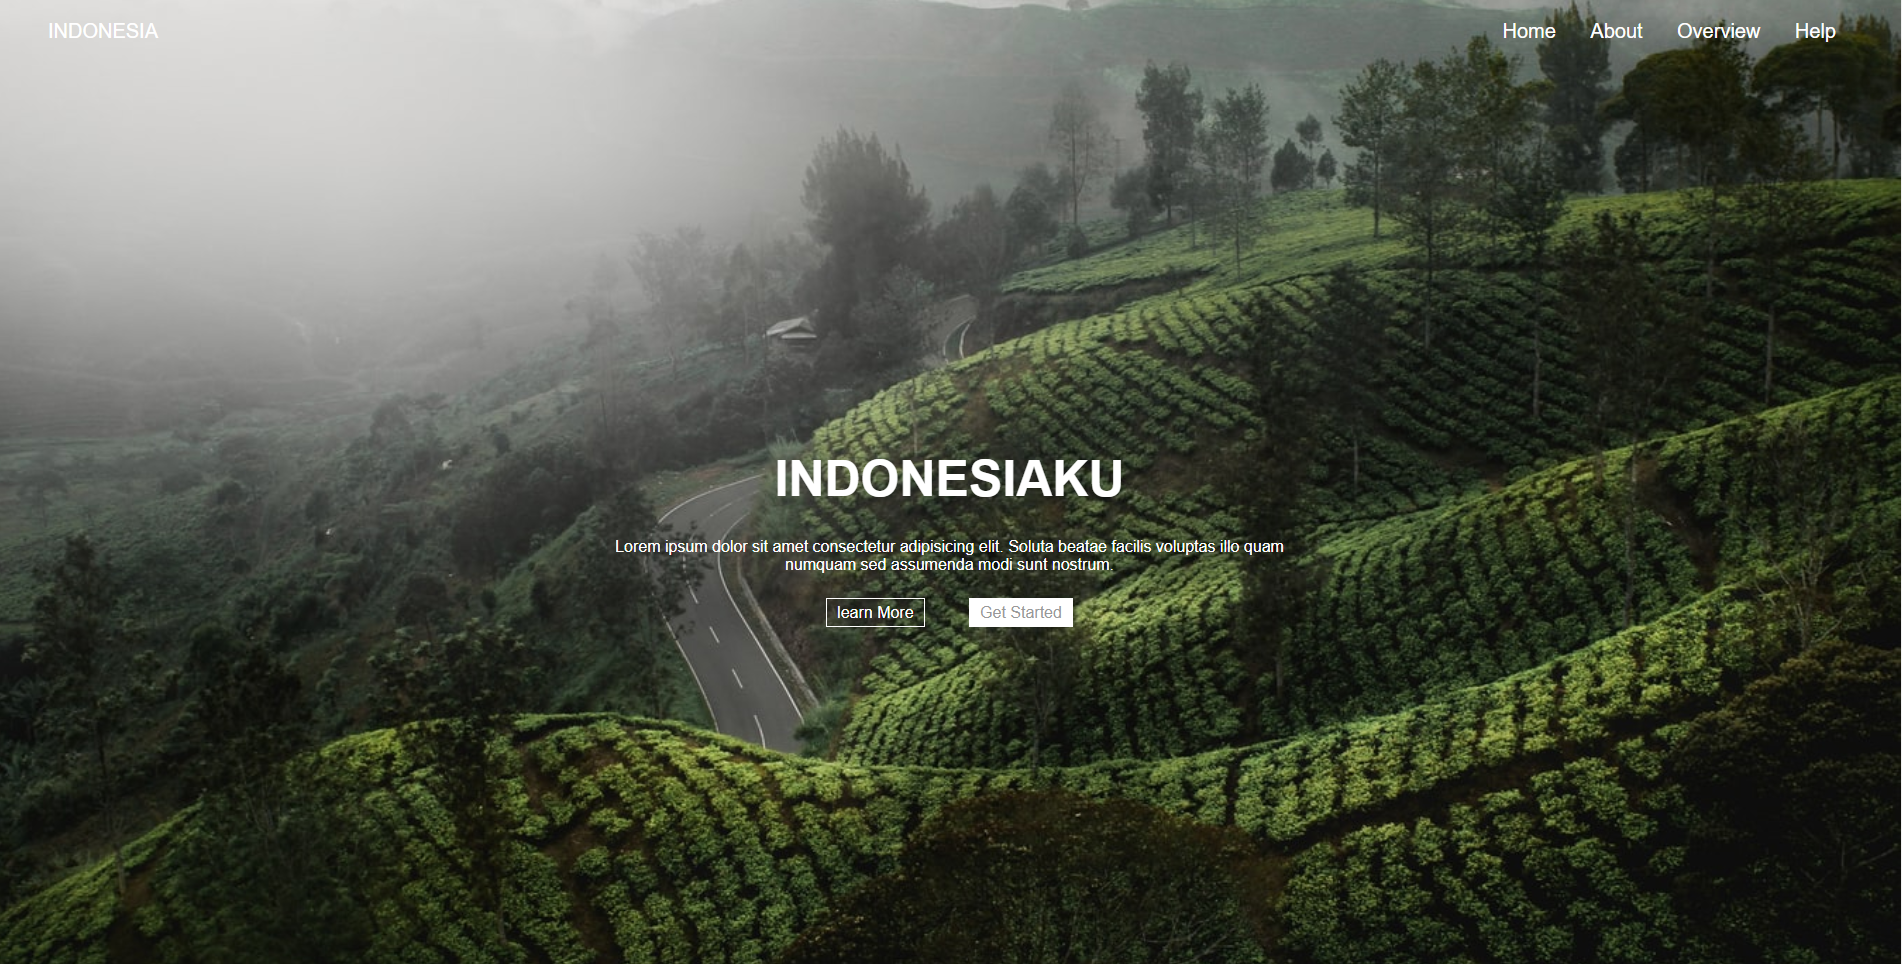 INDONESIA
Home About Overview Help
INDONESIAKU
Lorem ipsum dolor sit amet consectetur adipisicing elit. Soluta beatae facilis voluptas illo quam
numquam sed assumenda modi sunt nostrum.
learn More Get Started